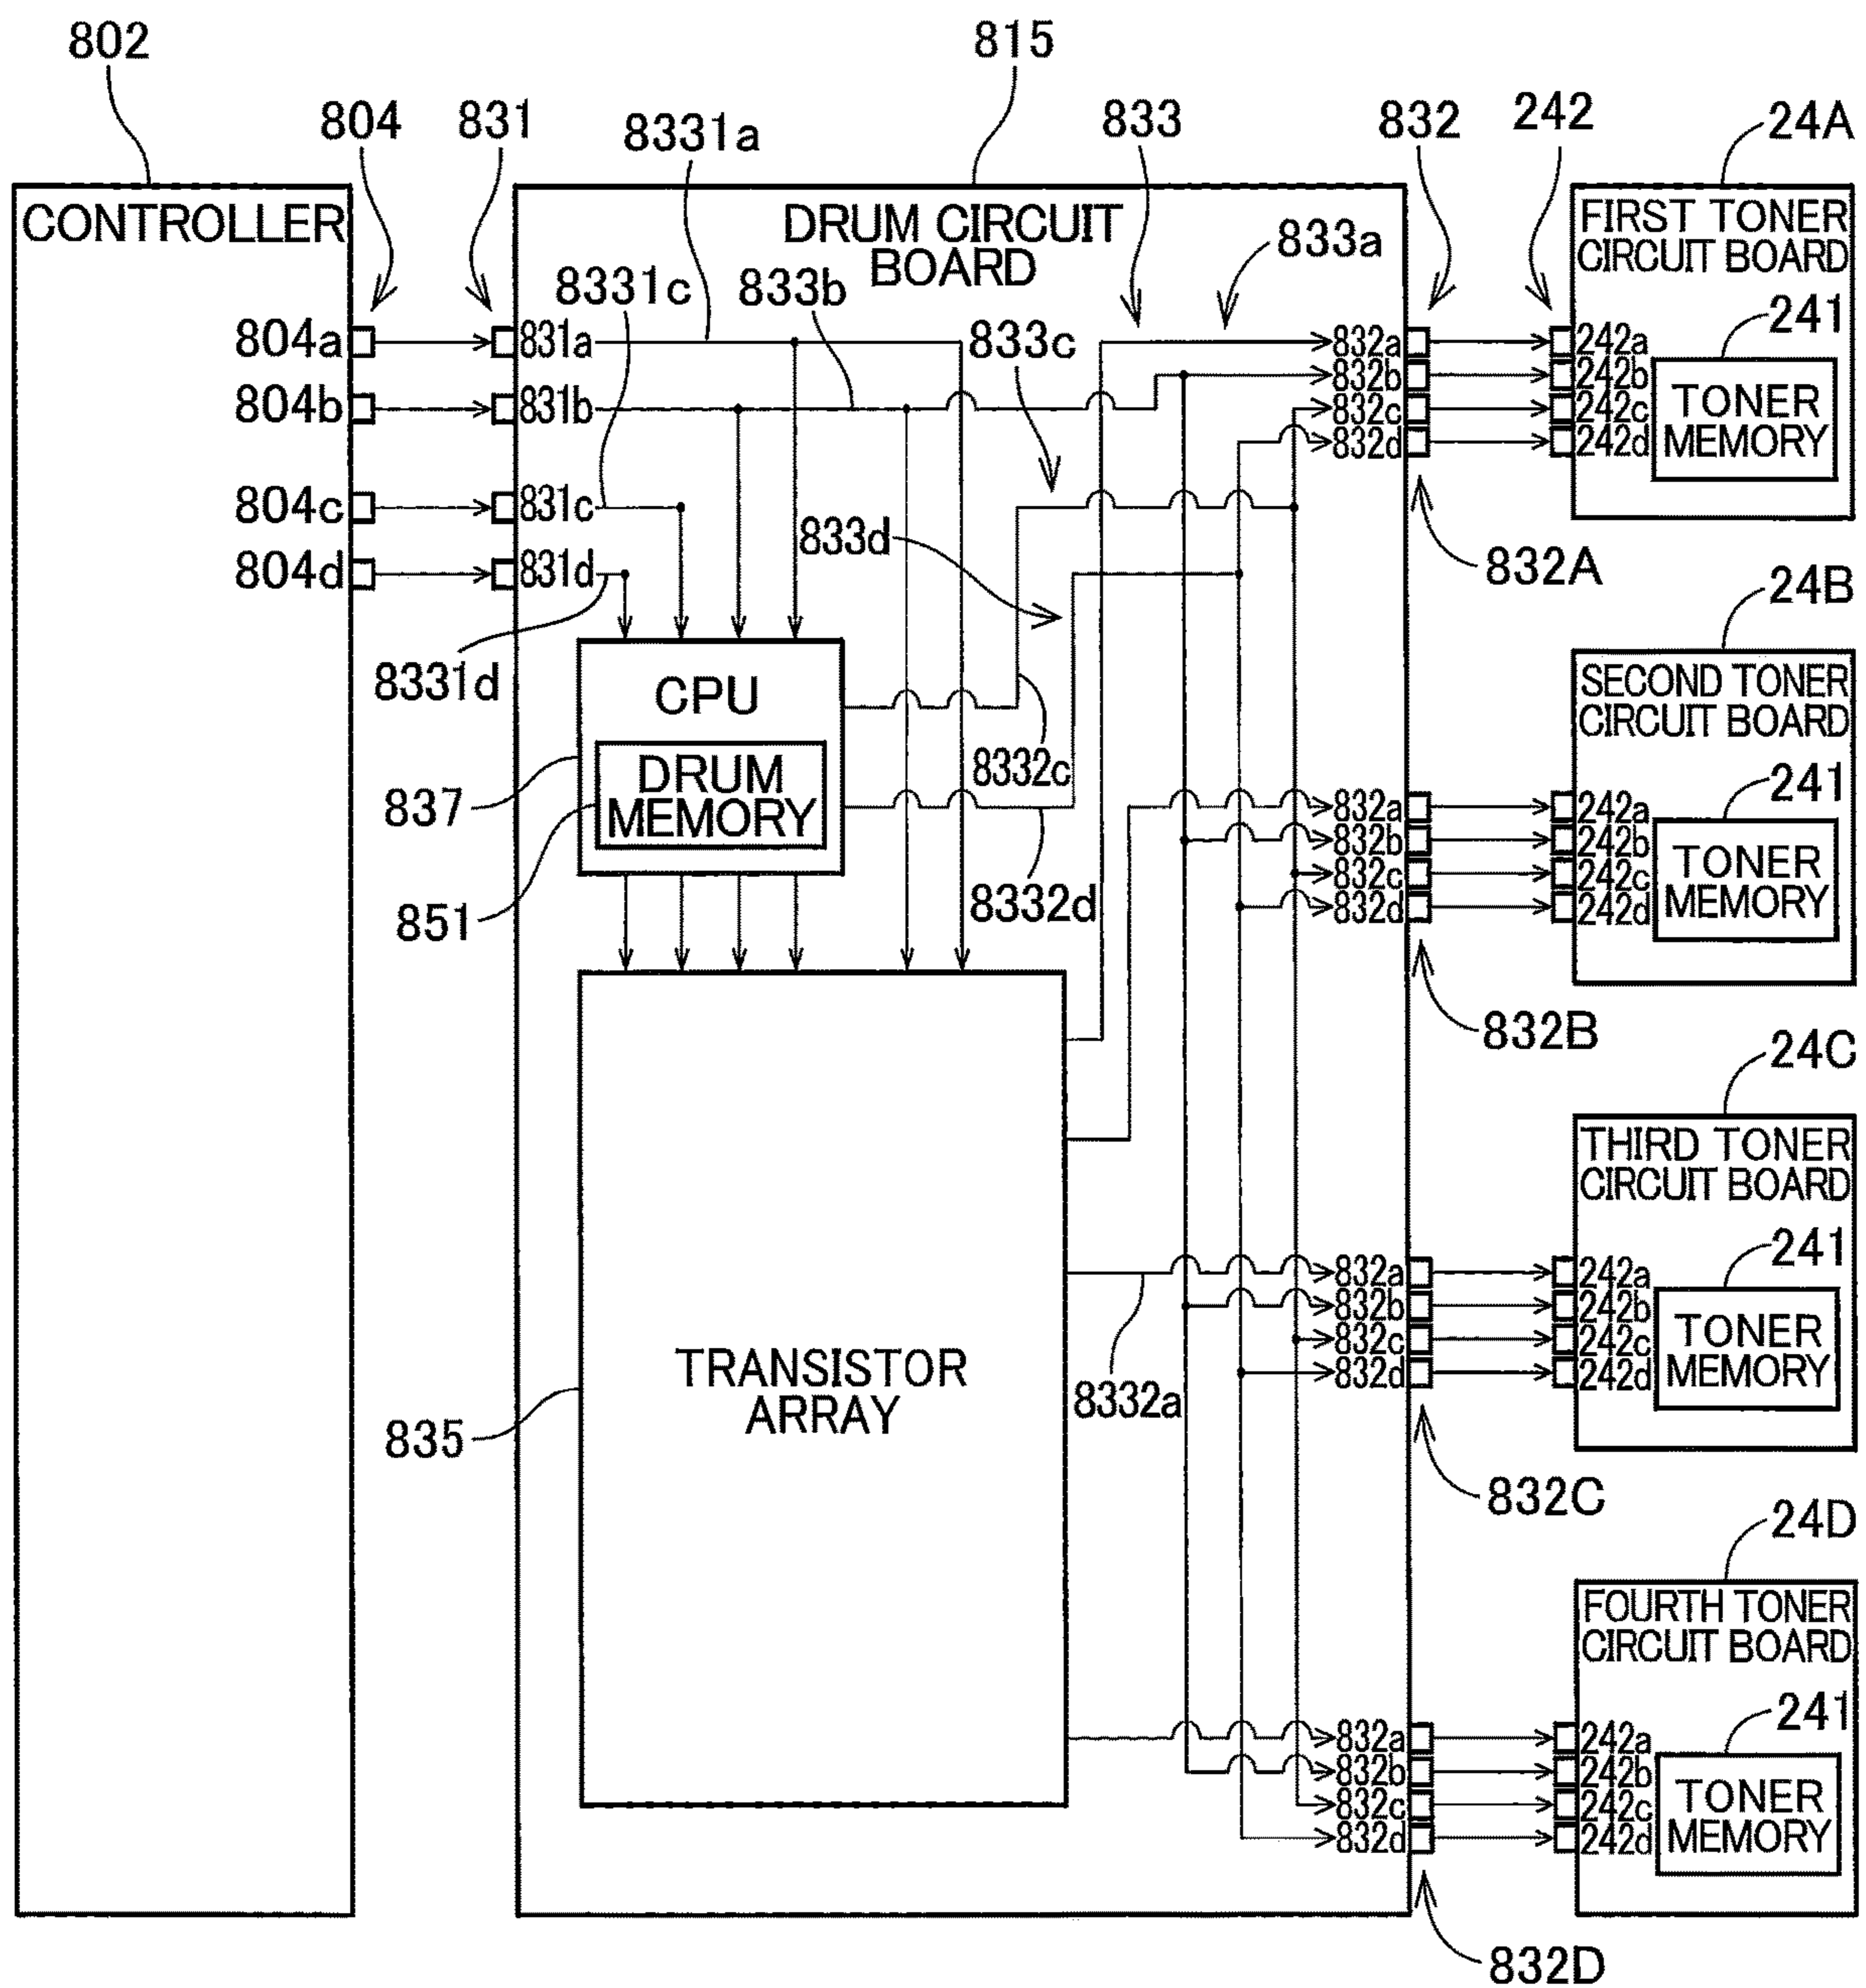 802
815
804
831
8331a
833
832
242
24A
CONTROLLER
DRUM CIRCUIT
BOARD
833a
FIRST TONER
CIRCUIT BOARD
8331c
833b
833c
241
804a
831a
832a
242a
804b
831b
832b
242b
832c
242c
832d
242d
TONER
MEMORY
804c
831c
833d
832A
804d
831d
24B
8331d
CPU
SECOND TONER
CIRCUIT BOARD
8332c
837
DRUM
MEMORY
241
832a
242a
832b
242b
832c
242c
832d
242d
TONER
MEMORY
851
8332d
832B
24C
THIRD TONER
CIRCUIT BOARD
241
832a
242a
832b
242b
832c
242c
832d
242d
TONER
MEMORY
TRANSISTOR
ARRAY
8332a
835
832C
24D
FOURTH TONER
CIRCUIT BOARD
241
832a
242a
832b
242b
832c
242c
832d
242d
TONER
MEMORY
832D